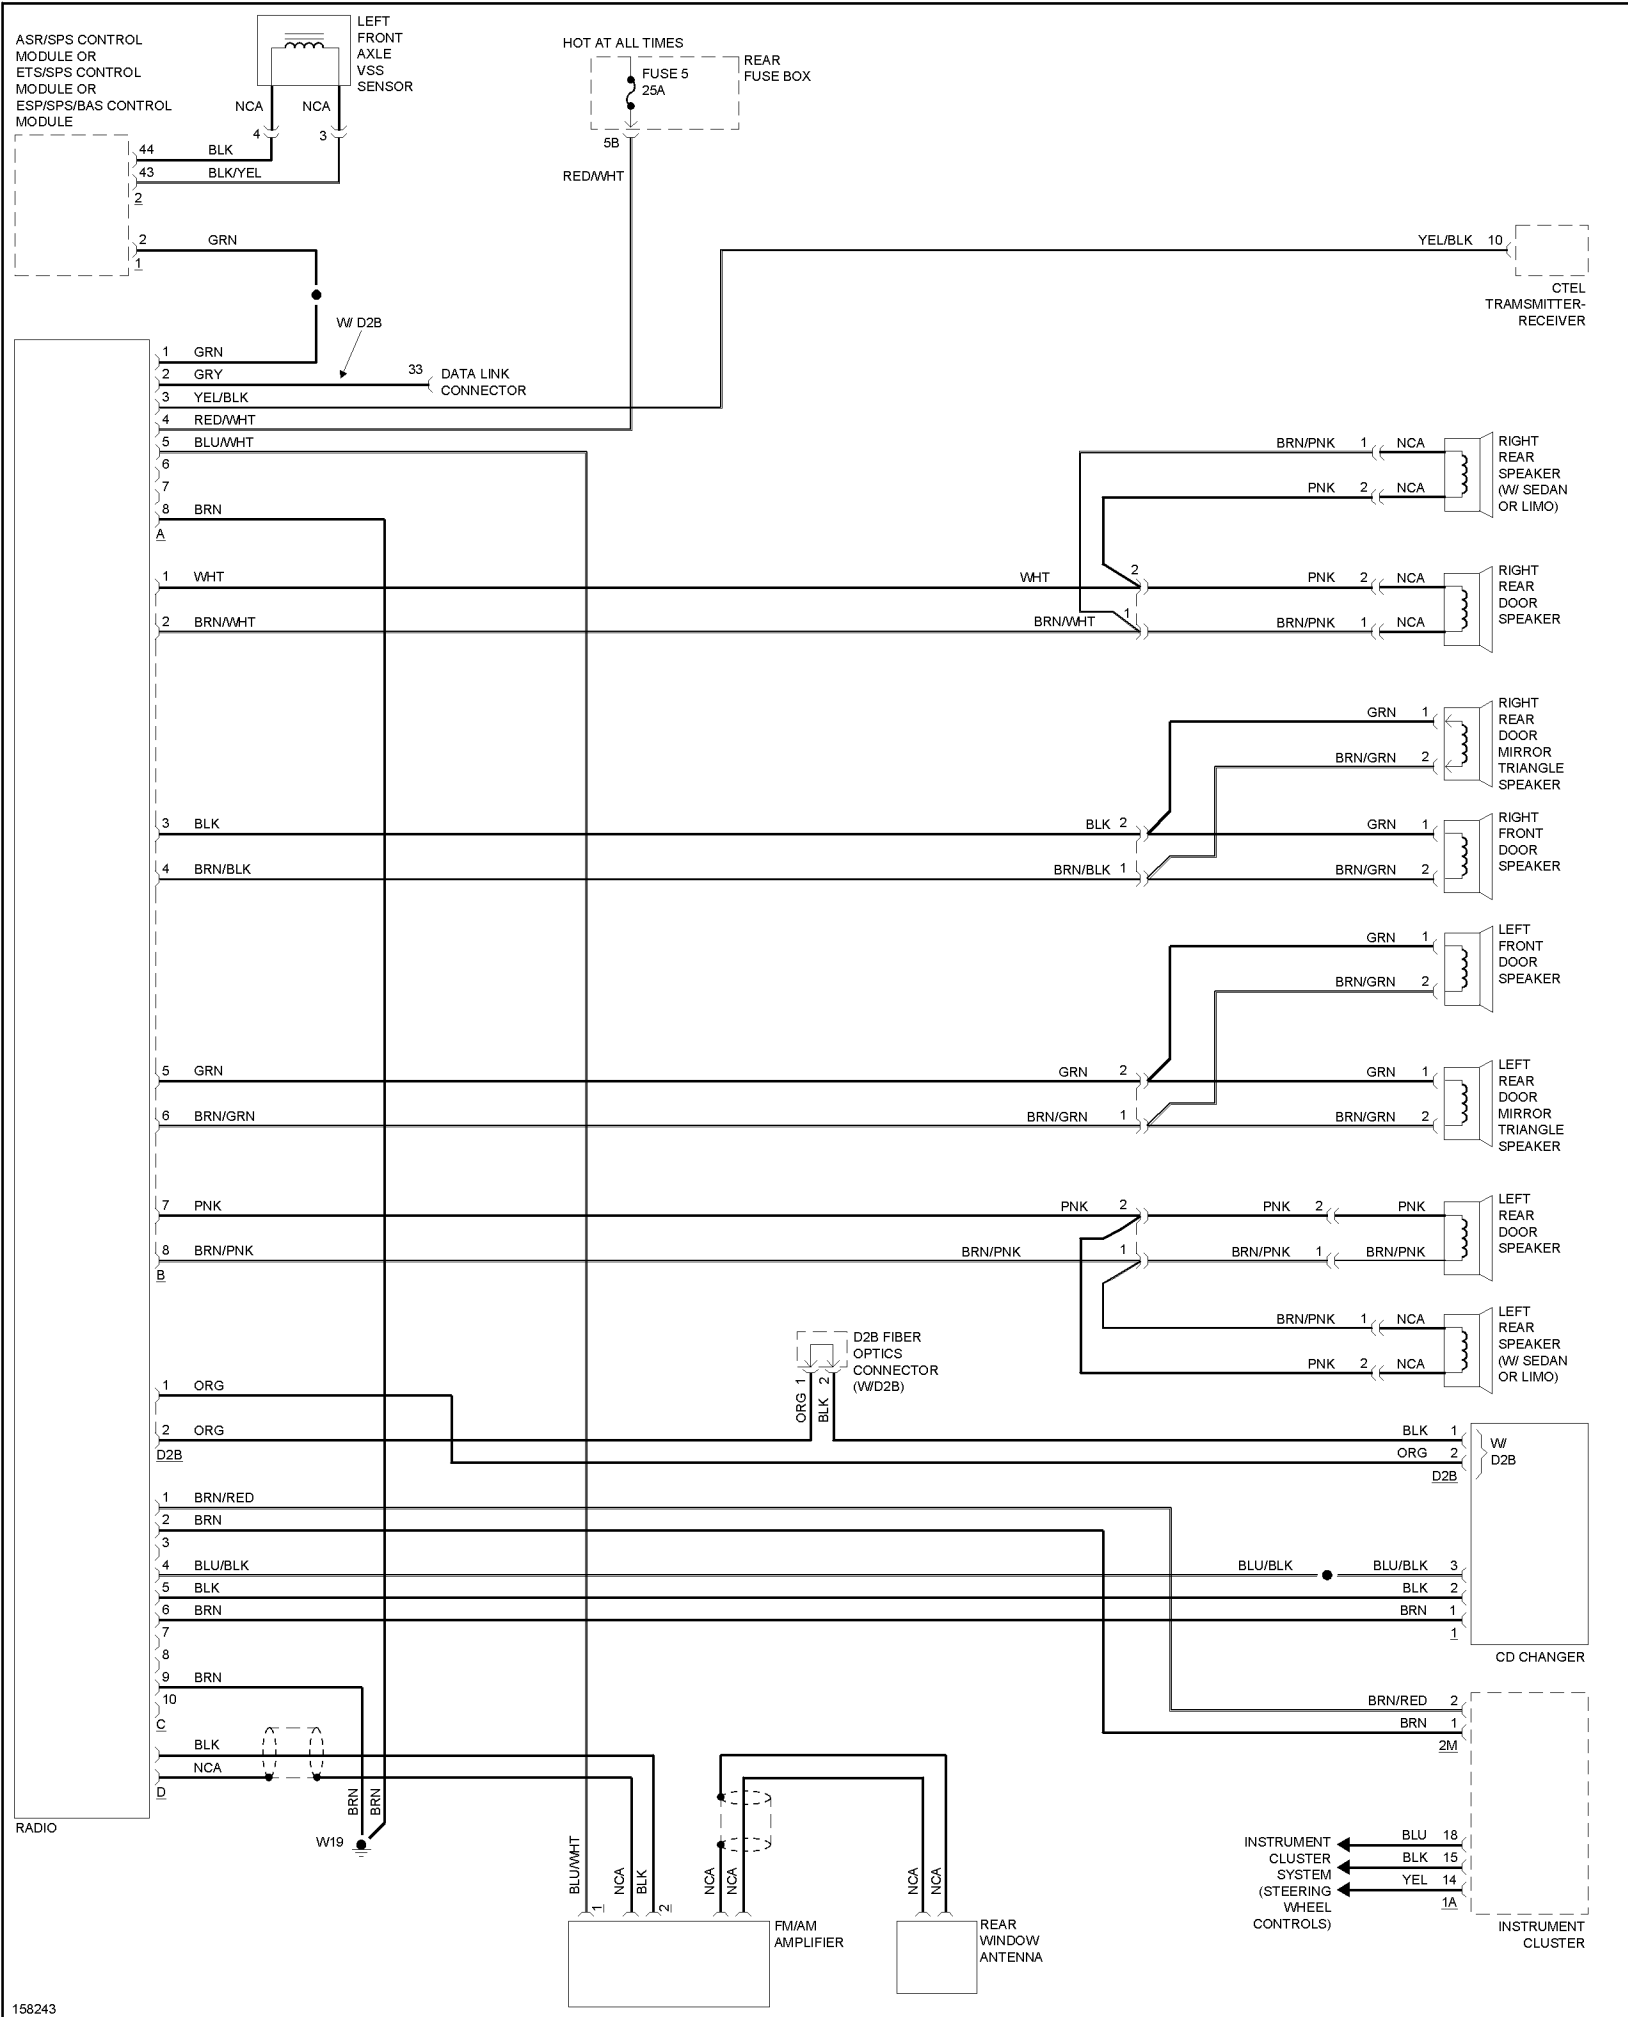 ASR/SPS CONTROL
MODULE OR
ETS/SPS CONTROL
MODULE OR
ESP/SPS/BAS CONTROL
MODULE
LEFT
FRONT
AXLE
VSS
SENSOR
NCA
NCA
4
3
44
BLK
43
BLK/YEL
2
2
GRN
1
HOT AT ALL TIMES
FUSE 5
25A
REAR
FUSE BOX
5B
RED/WHT
YEL/BLK
10
CTEL
TRAMSMITTER-
RECEIVER
W/ D2B
1
GRN
2
GRY
33
DATA LINK
CONNECTOR
3
YEL/BLK
4
RED/WHT
5
BLU/WHT
6
7
8
BRN
A
BRN/PNK
1
NCA
PNK
2
NCA
RIGHT
REAR
SPEAKER
(W/ SEDAN
OR LIMO)
1
WHT
WHT
2
PNK
2
NCA
2
BRN/WHT
BRN/WHT
1
BRN/PNK
1
NCA
RIGHT
REAR
DOOR
SPEAKER
GRN
1
BRN/GRN
2
RIGHT
REAR
DOOR
MIRROR
TRIANGLE
SPEAKER
3
BLK
BLK
2
GRN
1
4
BRN/BLK
BRN/BLK
1
BRN/GRN
2
RIGHT
FRONT
DOOR
SPEAKER
GRN
1
BRN/GRN
2
LEFT
FRONT
DOOR
SPEAKER
5
GRN
GRN
2
GRN
1
6
BRN/GRN
BRN/GRN
1
BRN/GRN
2
LEFT
REAR
DOOR
MIRROR
TRIANGLE
SPEAKER
7
PNK
PNK
2
PNK
2
PNK
8
BRN/PNK
BRN/PNK
1
BRN/PNK
1
BRN/PNK
B
LEFT
REAR
DOOR
SPEAKER
BRN/PNK
1
NCA
PNK
2
NCA
LEFT
REAR
SPEAKER
(W/ SEDAN
OR LIMO)
D2B FIBER
OPTICS
CONNECTOR
(W/D2B)
ORG
1
BLK
2
1
ORG
2
ORG
D2B
BLK
1
ORG
2
D2B
W/
D2B
1
BRN/RED
2
BRN
3
4
BLU/BLK
BLU/BLK
BLU/BLK
3
5
BLK
BLK
2
6
BRN
BRN
1
7
1
8
CD CHANGER
9
BRN
10
C
BRN/RED
2
BRN
1
2M
BLK
NCA
D
RADIO
BRN
BRN
W19
BLU/WHT
1
NCA
BLK
2
NCA
NCA
FM/AM
AMPLIFIER
NCA
NCA
REAR
WINDOW
ANTENNA
INSTRUMENT
CLUSTER
SYSTEM
(STEERING
WHEEL
CONTROLS)
BLU
18
BLK
15
YEL
14
1A
INSTRUMENT
CLUSTER
158243